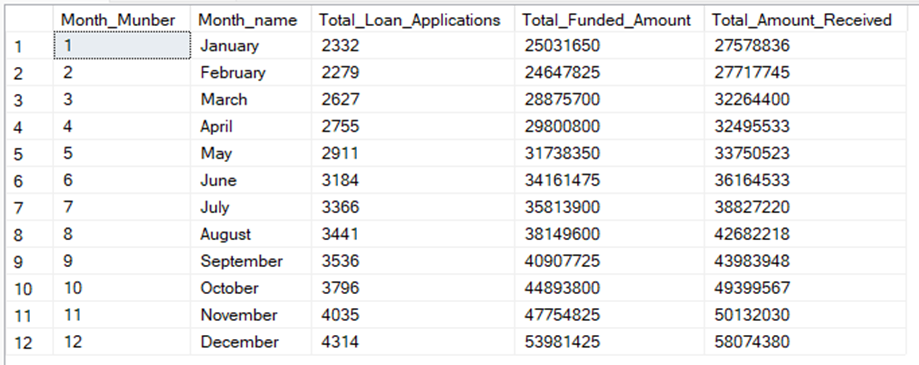 Month_Munber Month_name Total_Loan_Applications Total_Funded_Amount Total_Amount_Received
1 1 January 2332 25031650 27578836
2 2 February 2279 24647825 27717745
3 3 March 2627 28875700 32264400
4 4 April 2755 29800800 32495533
5 5 May 2911 31738350 33750523
6 6 June 3184 34161475 36164533
7 7 July 3366 35813900 38827220
8 8 August 3441 38149600 42682218
9 9 September 3536 40907725 43983948
10 10 October 3796 44893800 49399567
11 11 November 4035 47754825 50132030
12 12 December 4314 53981425 58074380